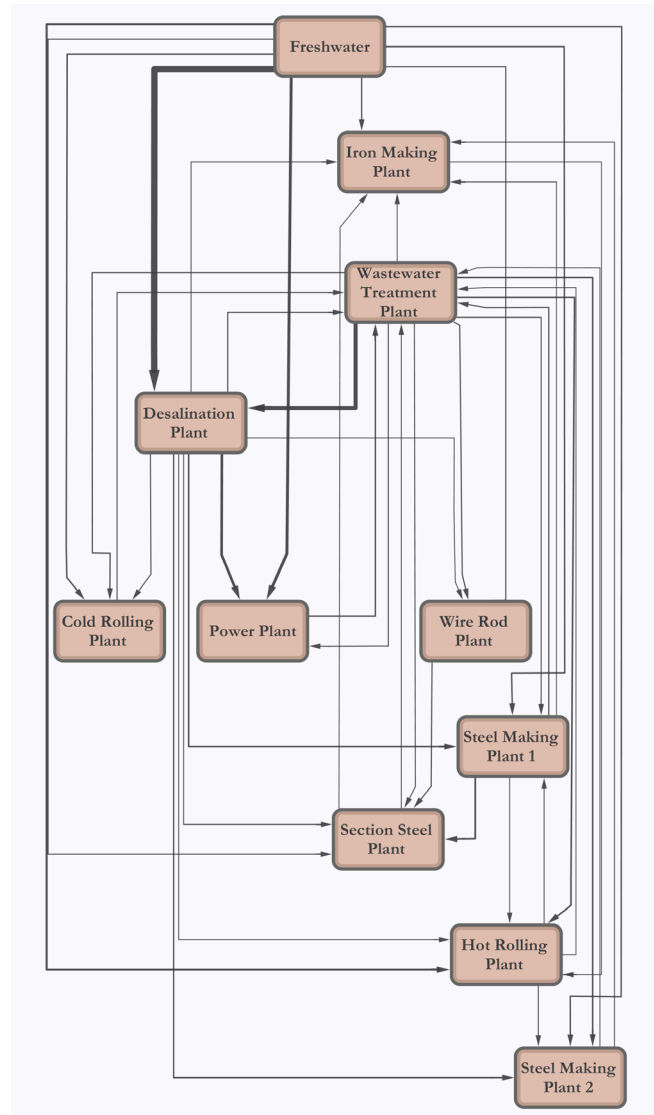 Freshwater
Iron Making
Plant
Wastewater
Treatment
Plant
Desalination
Plant
Cold Rolling
Plant
Power Plant
Wire Rod
Plant
Steel Making
Plant 1
Section Steel
Plant
Hot Rolling
Plant
Steel Making
Plant 2